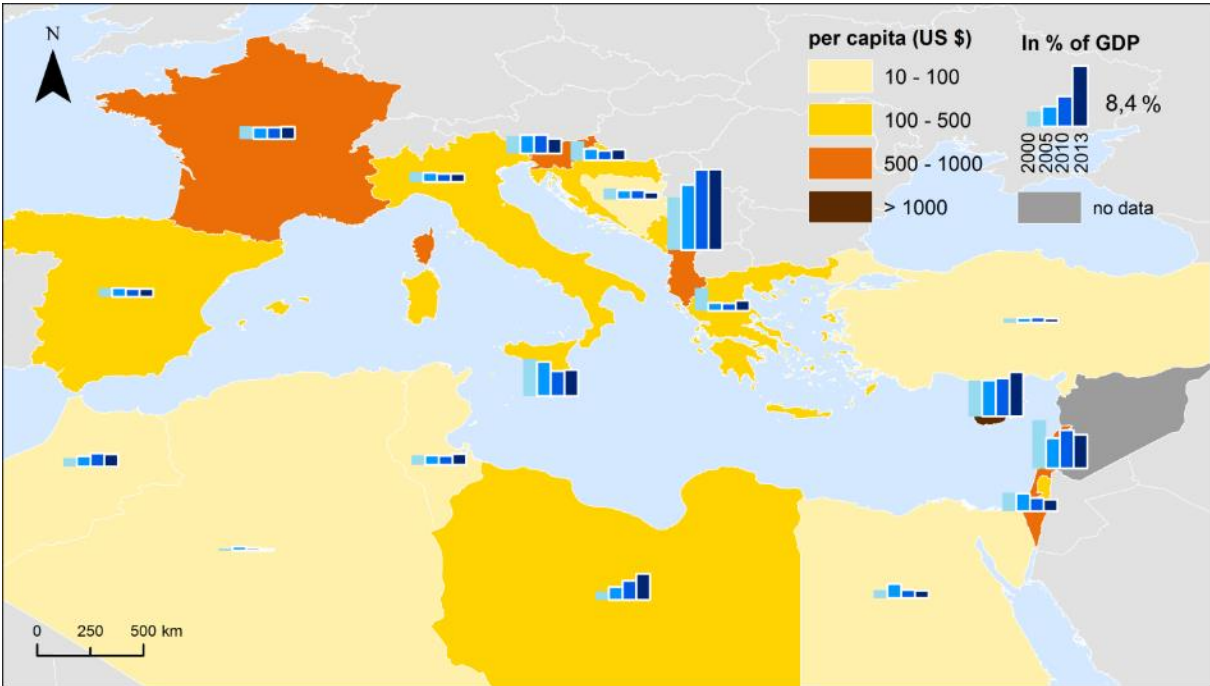 N
per capita (US $)
10 - 100
100 - 500
500 - 1000
> 1000
In % of GDP
8,4 %
2000
2005
2010
2013
no data
0 250 500 km